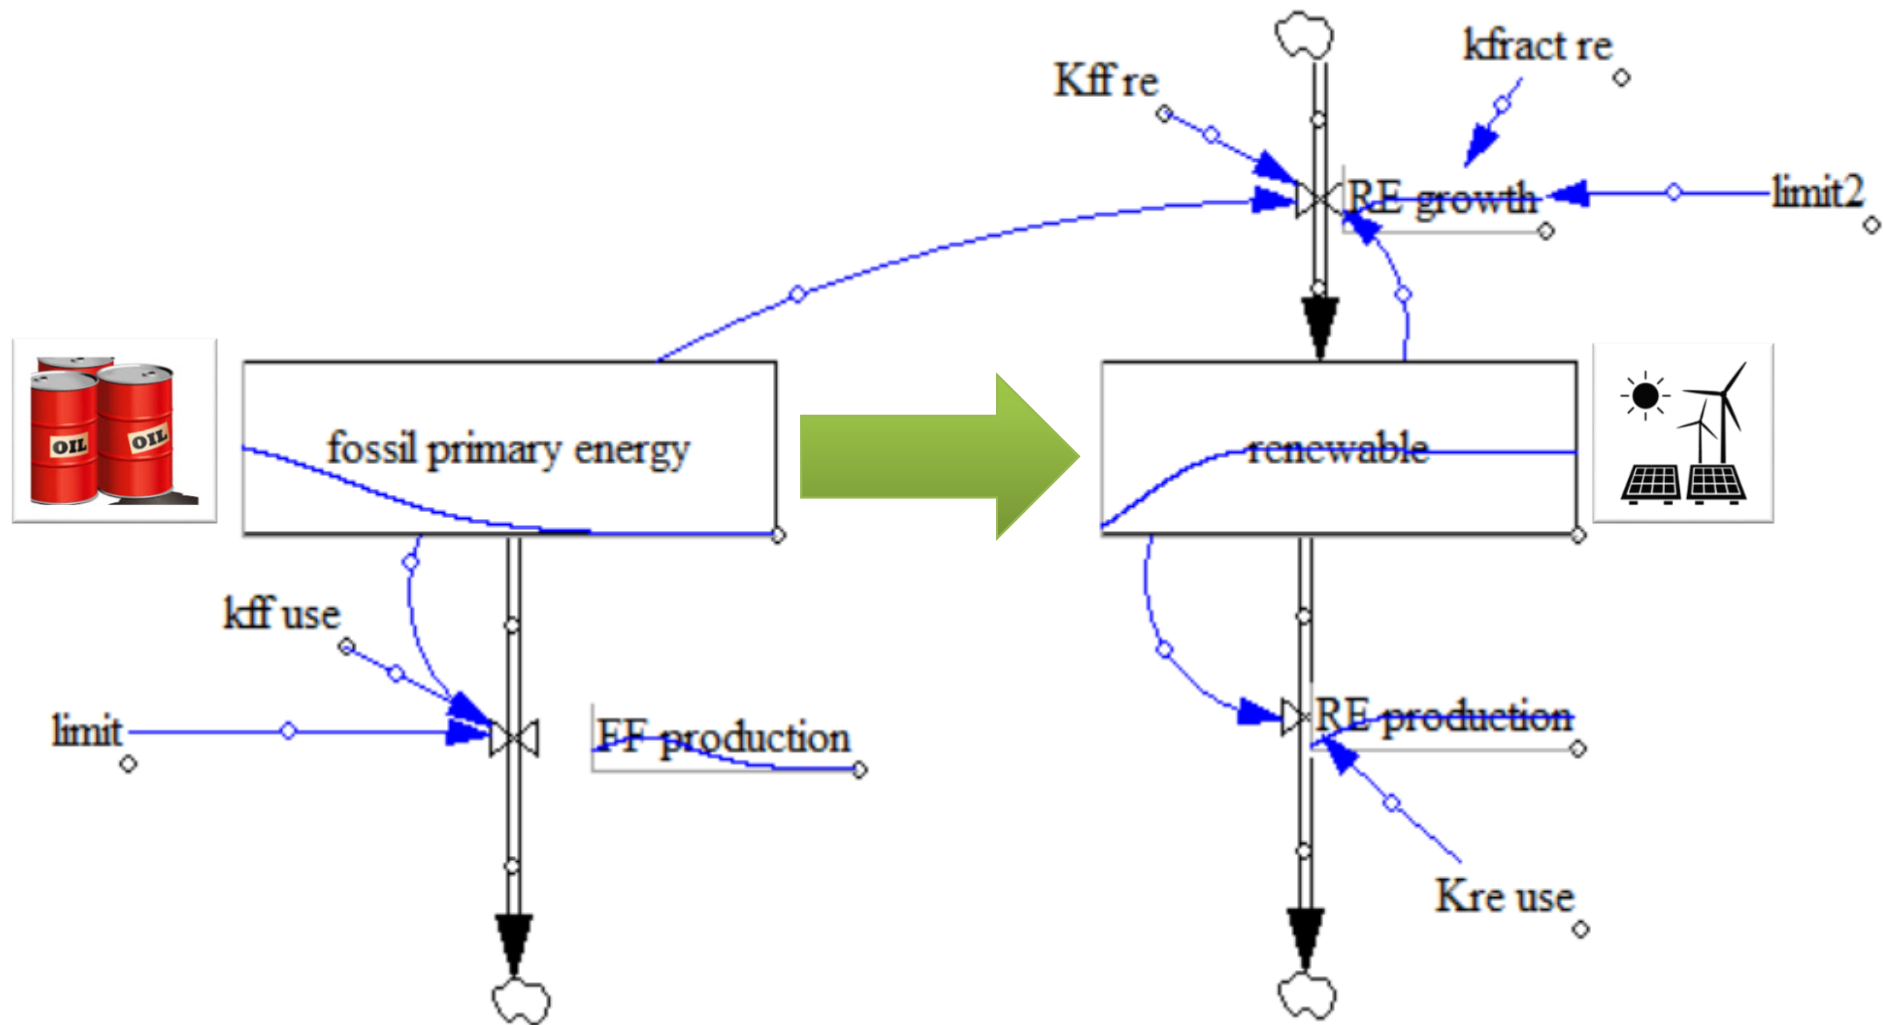 kfract re
Kff re
RE growth
limit2
OIL
OIL
fossil primary energy
renewable
kff use
limit
FF production
RE production
Kre use